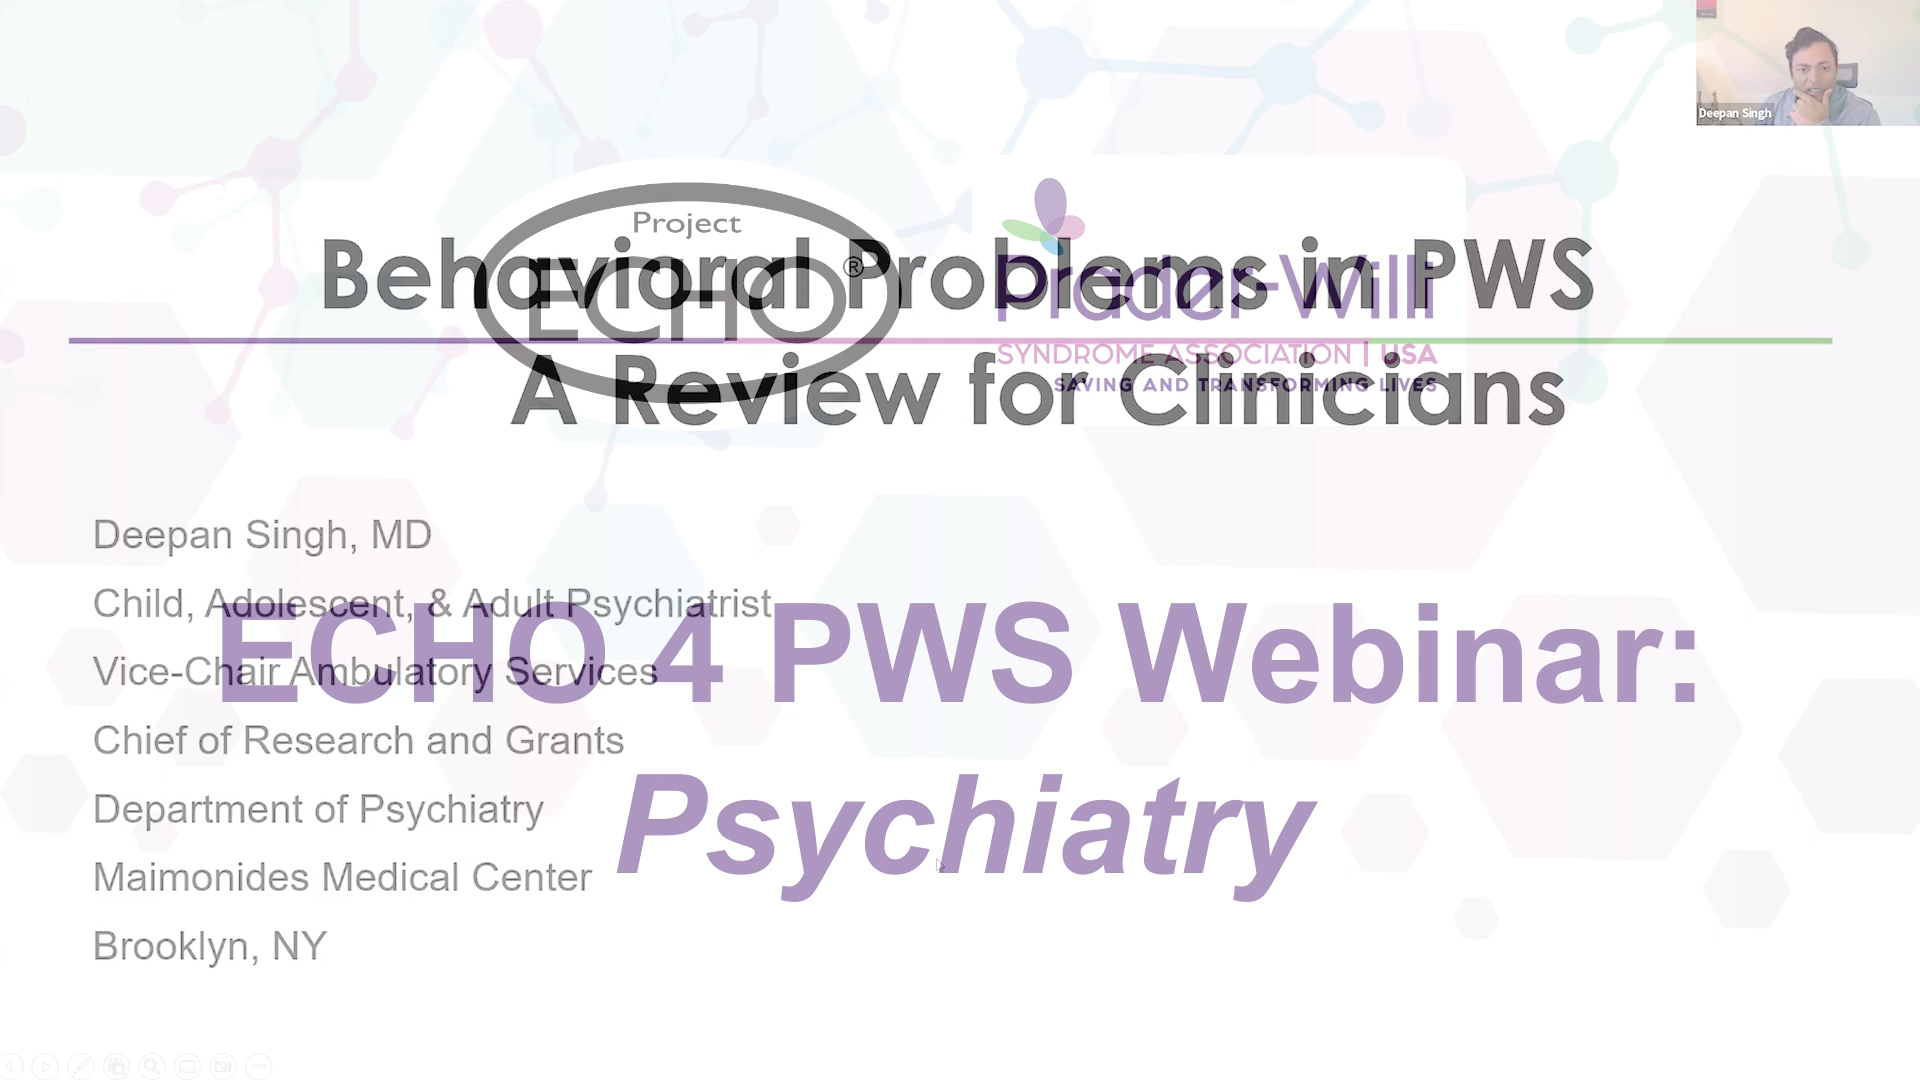 Deepan Singh
Project
ECHO
®
Prader-Willi
SYNDROME ASSOCIATION | USA
SAVING AND TRANSFORMING LIVES
Behavioral Problems in PWS
A Review for Clinicians
Deepan Singh, MD
Child, Adolescent, & Adult Psychiatrist
Vice-Chair Ambulatory Services
Chief of Research and Grants
Department of Psychiatry
Maimonides Medical Center
Brooklyn, NY
ECHO 4 PWS Webinar:
Psychiatry